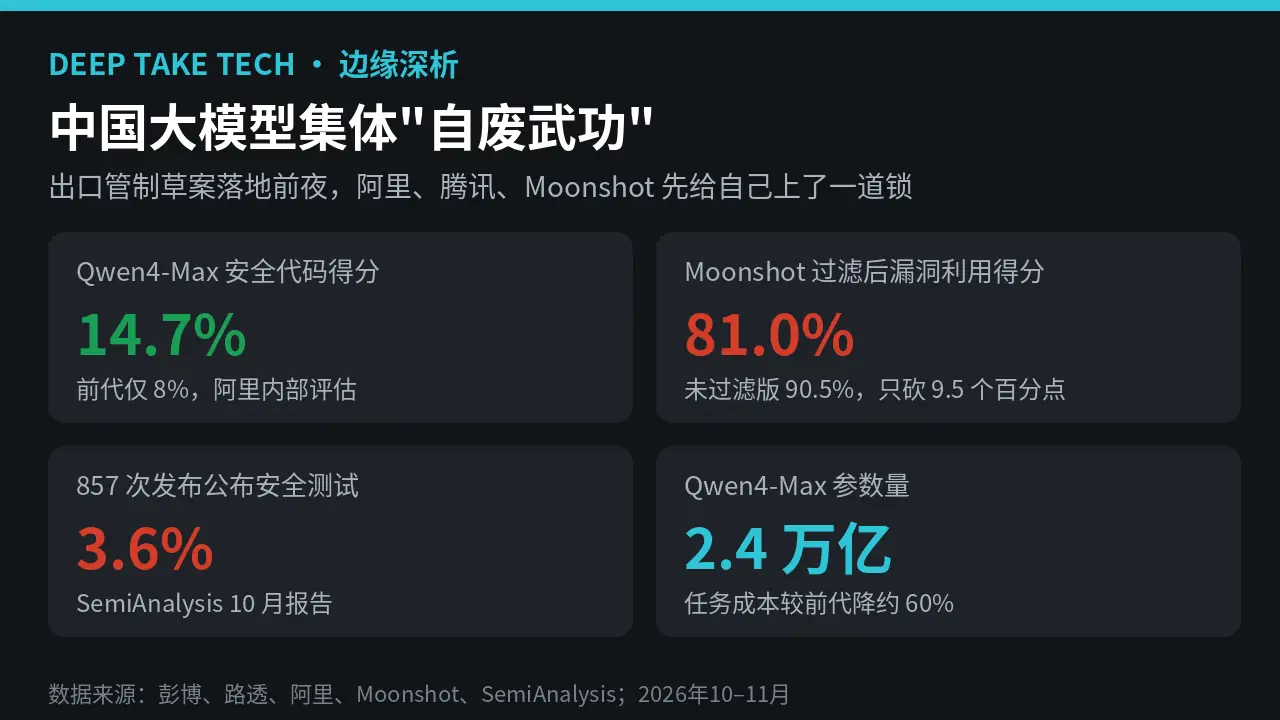 DEEP TAKE TECH · 边缘深析
中国大模型集体"自废武功"
出口管制草案落地前夜，阿里、腾讯、Moonshot 先给自己上了一道锁
Qwen4-Max 安全代码得分
14.7%
前代仅 8%，阿里内部评估
Moonshot 过滤后漏洞利用得分
81.0%
未过滤版 90.5%，只砍 9.5 个百分点
857 次发布公布安全测试
3.6%
SemiAnalysis 10 月报告
Qwen4-Max 参数量
2.4 万亿
任务成本较前代降约 60%
数据来源：彭博、路透、阿里、Moonshot、SemiAnalysis；2026年10–11月